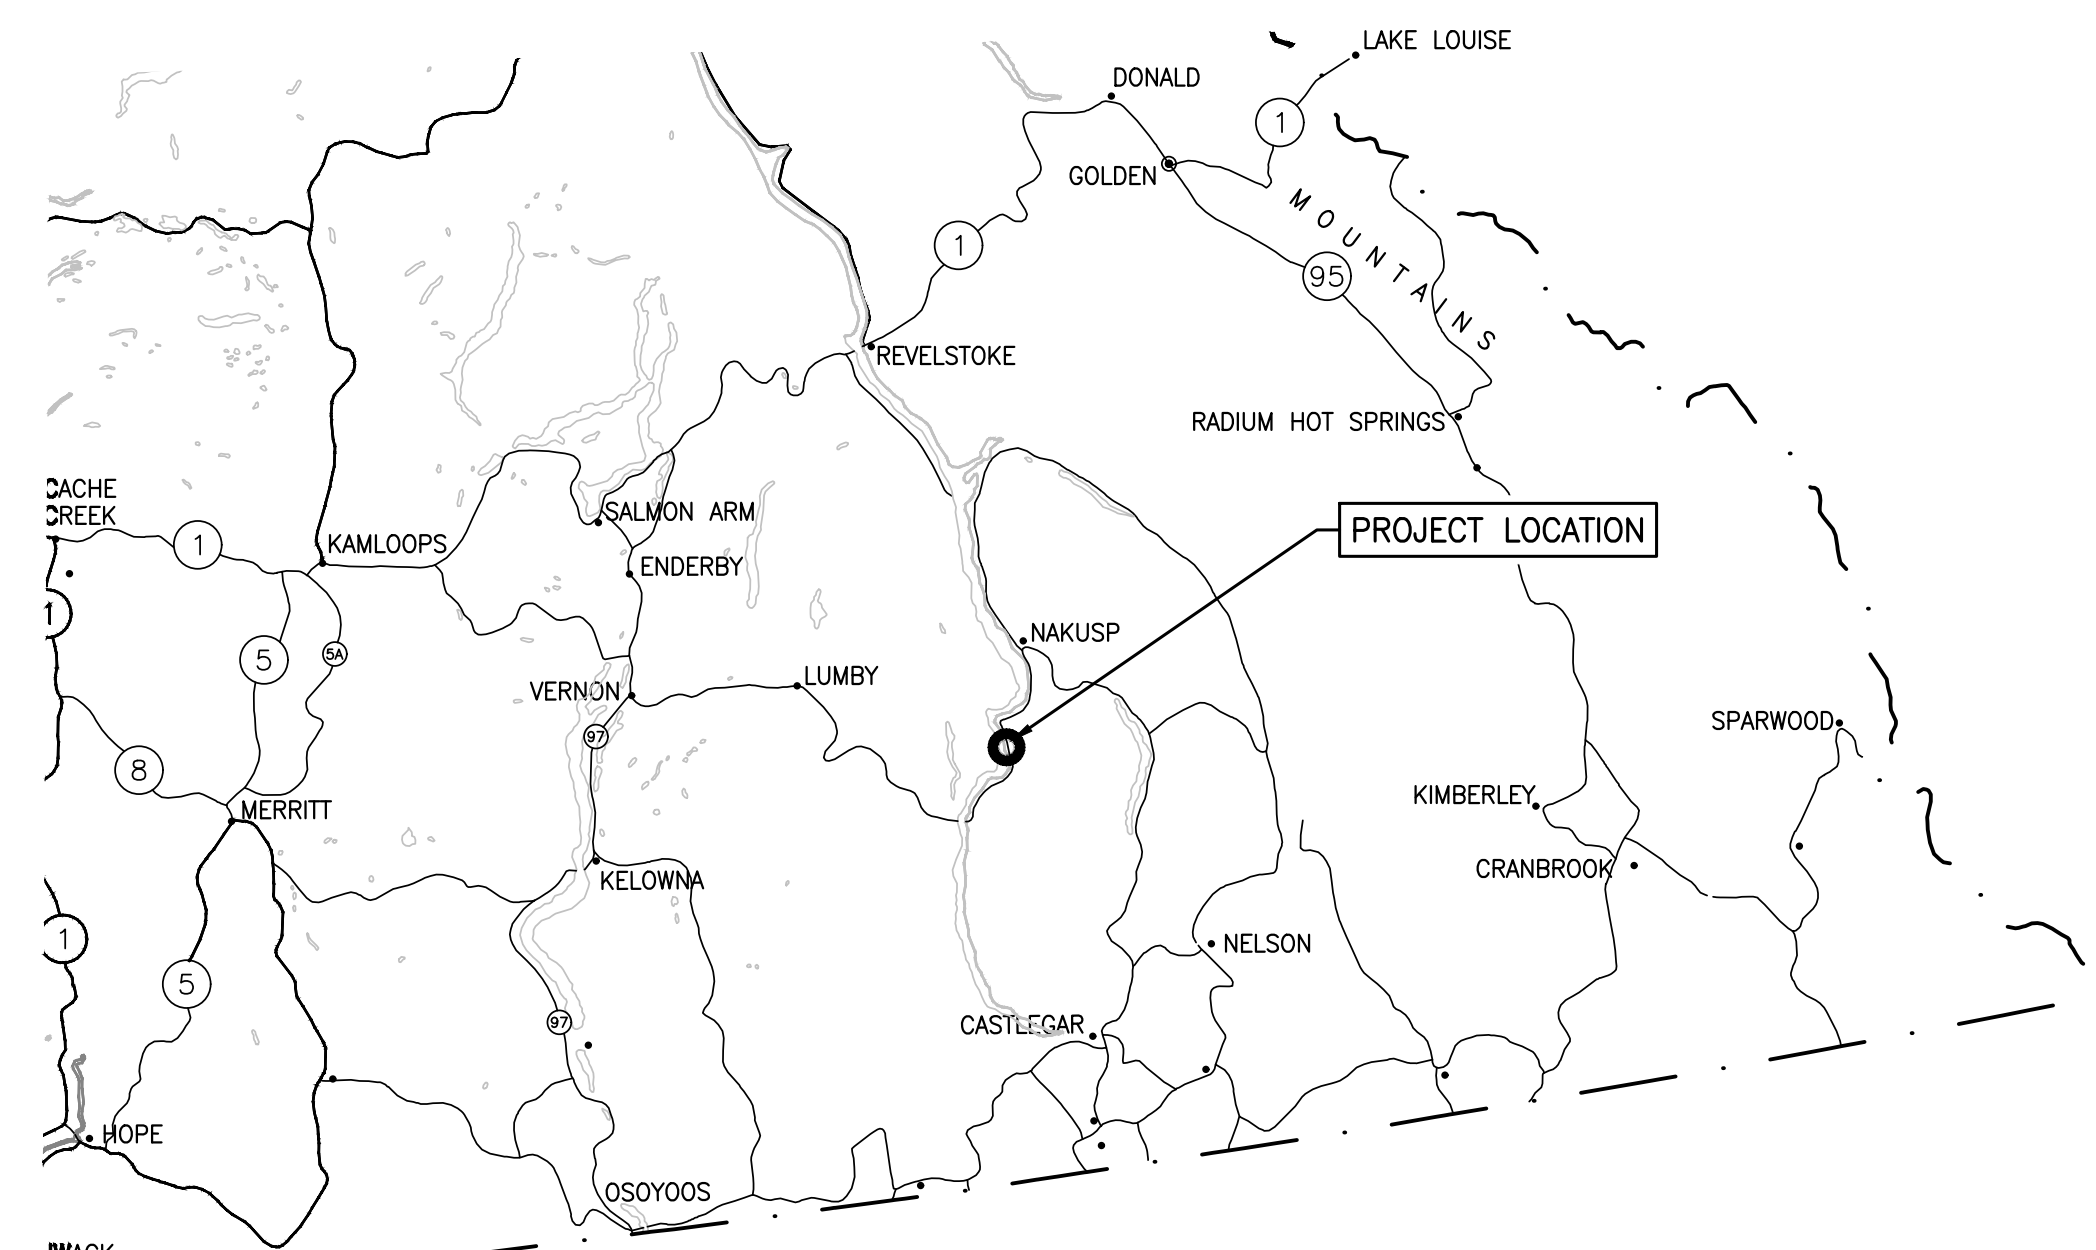 LAKE LOUISE
DONALD
1
GOLDEN
MOUNTAINS
1
95
REVELSTOKE
RADIUM HOT SPRINGS
CACHE
CREEK
SALMON ARM
PROJECT LOCATION
1
KAMLOOPS
ENDERBY
1
NAKUSP
5
5A
LUMBY
VERNON
SPARWOOD
97
8
KIMBERLEY
MERRITT
CRANBROOK
KELOWNA
1
NELSON
5
97
CASTLEGAR
HOPE
OSOYOOS